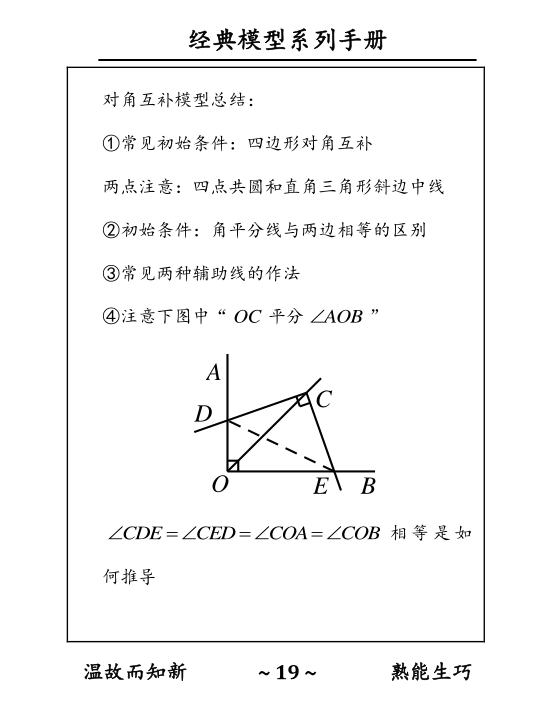 经典模型系列手册
对角互补模型总结：
①常见初始条件：四边形对角互补
两点注意：四点共圆和直角三角形斜边中线
②初始条件：角平分线与两边相等的区别
③常见两种辅助线的作法
④注意下图中“ OC 平分 ∠AOB ”
A
C
D
O
E
B
∠CDE = ∠CED = ∠COA = ∠COB 相等是如
何推导
温故而知新 ~ 19 ~ 熟能生巧